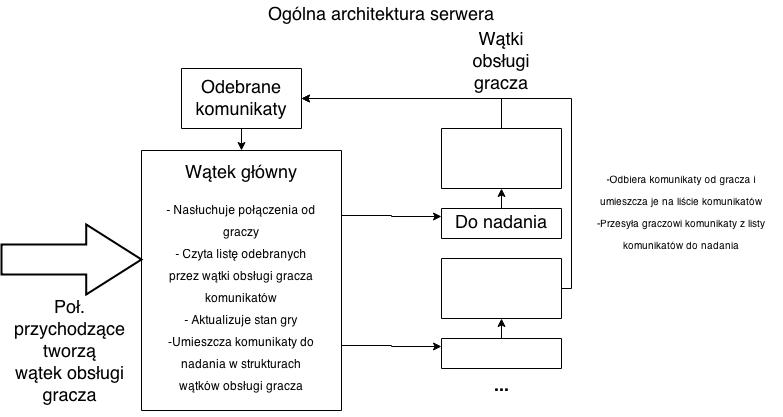 Ogólna architektura serwera
Wątki
obsługi
gracza
Odebrane
komunikaty
Wątek główny
- Nasłuchuje połączenia od
graczy
- Czyta listę odebranych
przez wątki obsługi gracza
komunikatów
- Aktualizuje stan gry
-Umieszcza komunikaty do
nadania w strukturach
wątków obsługi gracza
Poł.
przychodzące
tworzą
wątek obsługi
gracza
Do nadania
...
-Odbiera komunikaty od gracza i
umieszcza je na liście komunikatów
-Przesyła graczowi komunikaty z listy
komunikatów do nadania